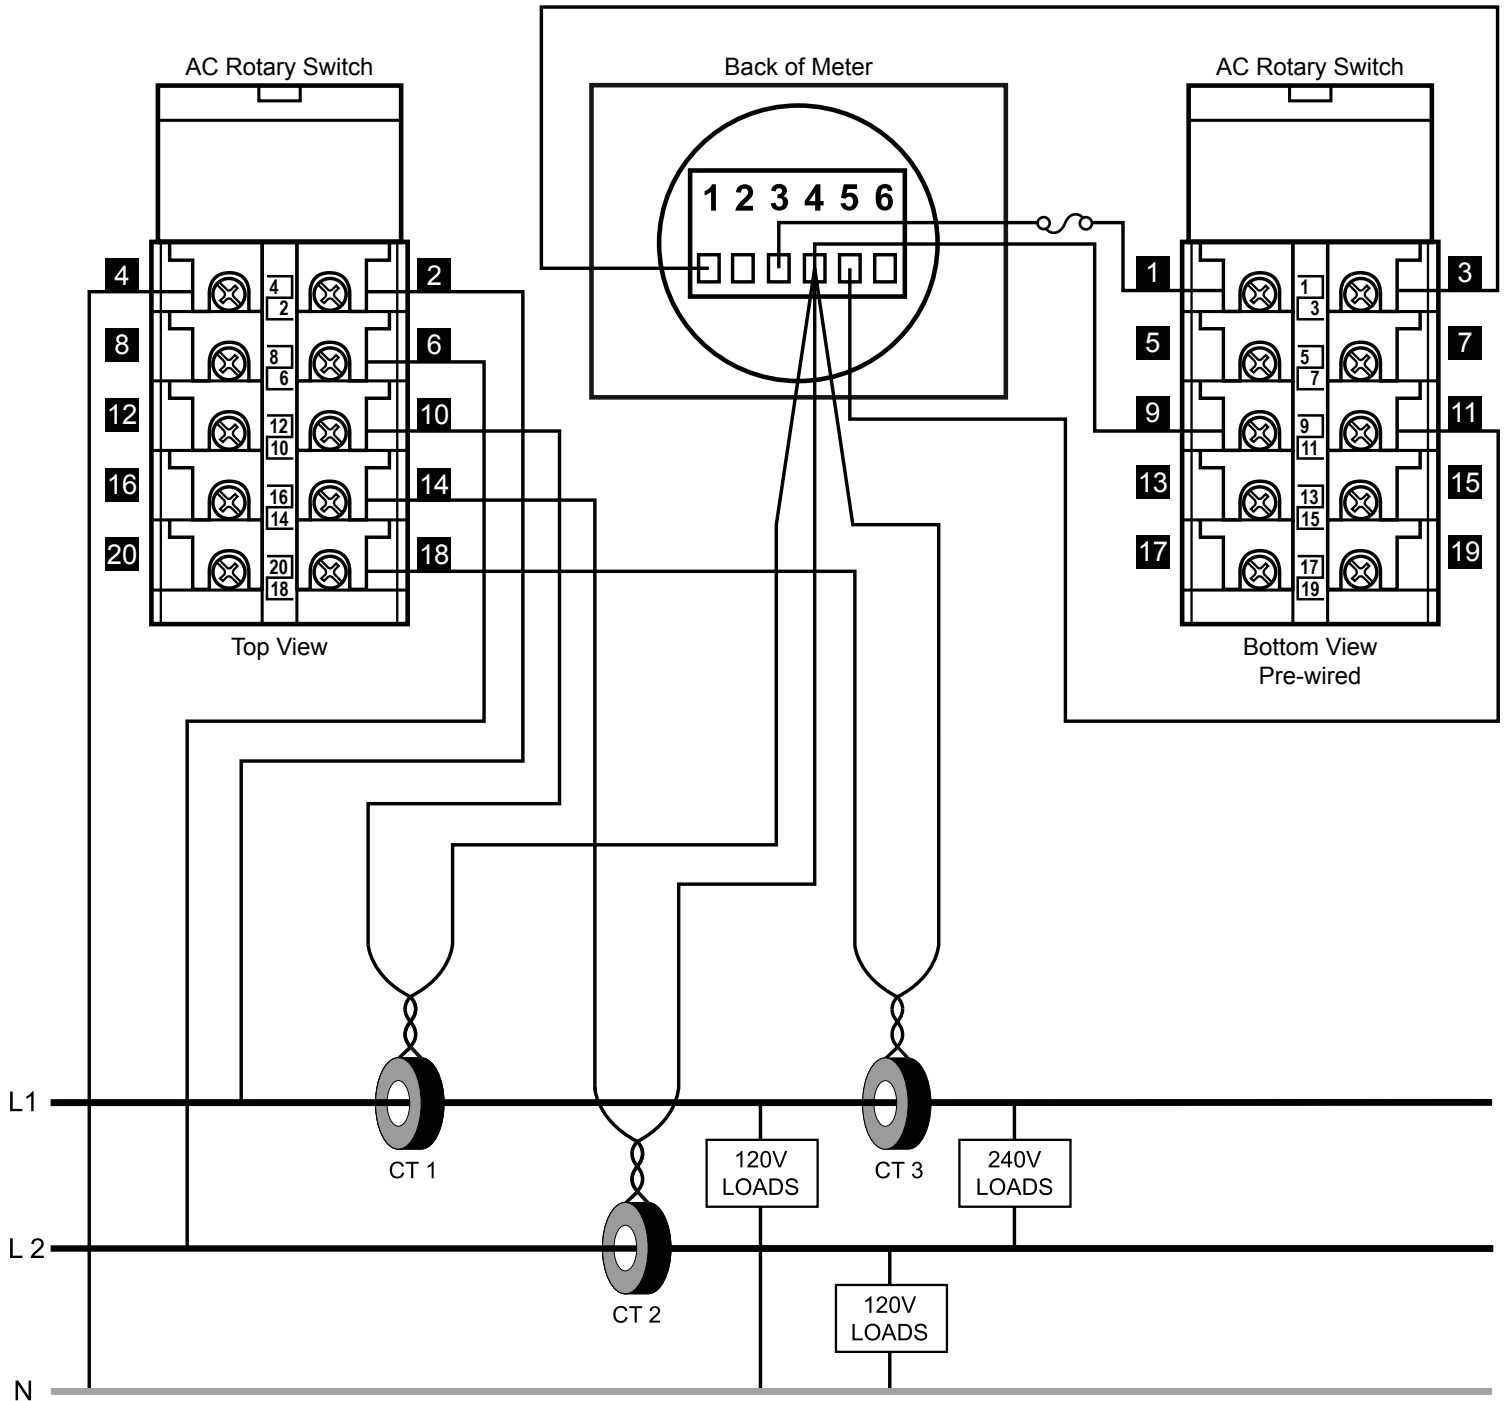 AC Rotary Switch
4
2
8
6
12
10
16
14
20
18
4
2
8
6
12
10
16
14
20
18
Top View
Back of Meter
1 2 3 4 5 6
AC Rotary Switch
1
3
5
7
9
11
13
15
17
19
1
3
5
7
9
11
13
15
17
19
Bottom View
Pre-wired
L1
CT 1
120V
LOADS
CT 3
240V
LOADS
L 2
CT 2
120V
LOADS
N